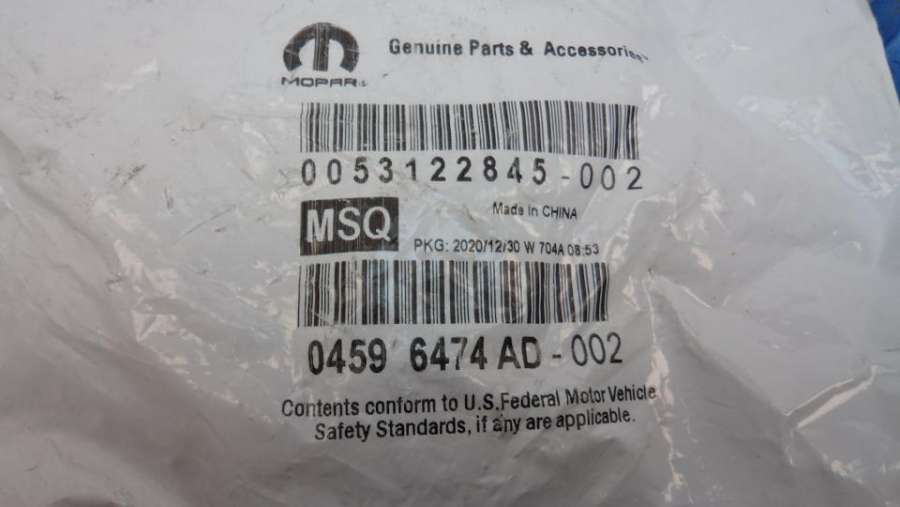 MOPAR
Genuine Parts & Accessories™
0053122845-002
MSQ
Made in CHINA
PKG: 2020/12/30 W 704A 08:53
0459 6474 AD-002
Contents conform to U.S. Federal Motor Vehicle
Safety Standards, if any are applicable.